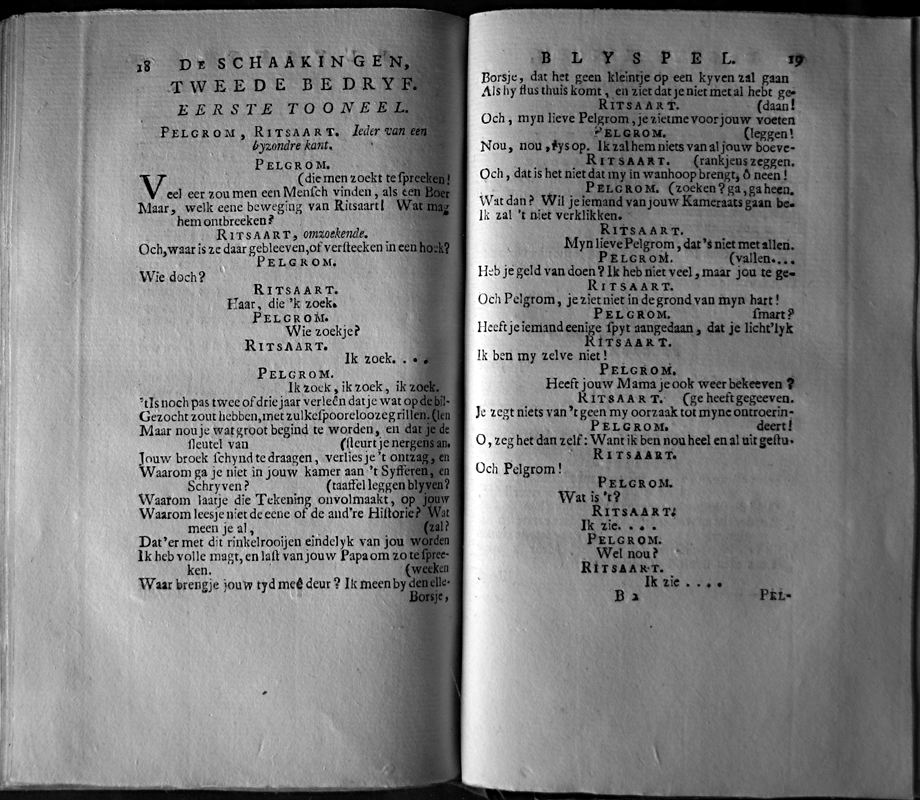 18 DE SCHAAKINGEN,
TWEEDE BEDRYF.
EERSTE TOONEEL.
PELGROM, RITSAART. Ieder van een
byzondre kant.
PELGROM.
(die men zoekt te ſpreeken!
Veel eer zou men een Menſch vinden, als een Boer
Maar, welk eene beweging van Ritsaart! Wat mag
hem ontbreeken?
RITSAART, omzoekende.
Och, waar is ze daar gebleeven, of verſteeken in een hoek?
PELGROM.
Wie doch?
RITSAART.
Haar, die 'k zoek.
PELGROM.
Wie zoekje?
RITSAART.
Ik zoek. . . .
PELGROM.
Ik zoek, ik zoek, ik zoek.
'tIs noch pas twee of drie jaar verleên dat je wat op de bil-
Gezocht zout hebben, met zulke ſpoorelooze grillen. (len
Maar nou je wat groot begind te worden, en dat je de
ſleutel van (ſleurt je nergens an.
Jouw broek ſchynd te draagen, verlies je 't ontzag, en
Waarom ga je niet in jouw kamer aan 't Syfferen, en
Schryven? (taaffel leggen blyven?
Waarom laatje die Tekening onvolmaakt, op jouw
Waarom leesje niet de eene of de and're Hiſtorie? Wat
meen je al, (zal?
Dat'er met dit rinkelrooijen eindelyk van jou worden
Ik heb volle magt, en laſt van jouw Papa om zo te ſpree-
ken. (weeken
Waar brengje jouw tyd meê deur? Ik meen by den elle-
Borsje,
BLYSPEL. 19
Borsje, dat het geen kleintje op een kyven zal gaan
Als hy ſlus thuis komt, en ziet dat je niet met al hebt ge-
RITSAART. (daan!
Och, myn lieve Pelgrom, je ziet me voor jouw voeten
PELGROM. (leggen!
Nou, nou, rys op. Ik zal hem niets van al jouw boeve-
RITSAART. (rankjens zeggen.
Och, dat is het niet dat my in wanhoop brengt, ô neen!
PELGROM. (zoeken? ga, ga heen.
Wat dan? Wil je iemand van jouw Kameraats gaan be-
Ik zal 't niet verklikken.
RITSAART.
Myn lieve Pelgrom, dat's niet met allen.
PELGROM. (vallen....
Heb je geld van doen? Ik heb niet veel, maar jou te ge-
RITSAART.
Och Pelgrom, je ziet niet in de grond van myn hart!
PELGROM. ſmart?
Heeft je iemand eenige ſpyt aangedaan, dat je licht'lyk
RITSAART.
Ik ben my zelve niet!
PELGROM.
Heeft jouw Mama je ook weer bekeeven?
RITSAART. (ge heeft gegeeven.
Je zegt niets van 't geen my oorzaak tot myne ontroerin-
PELGROM. deert!
O, zeg het dan zelf: Want ik ben nou heel en al uit geſtu-
RITSAART.
Och Pelgrom!
PELGROM.
Wat is 't?
RITSAART.
Ik zie. . . .
PELGROM.
Wel nou?
RITSAART.
Ik zie . . . .
B 2 PEL-